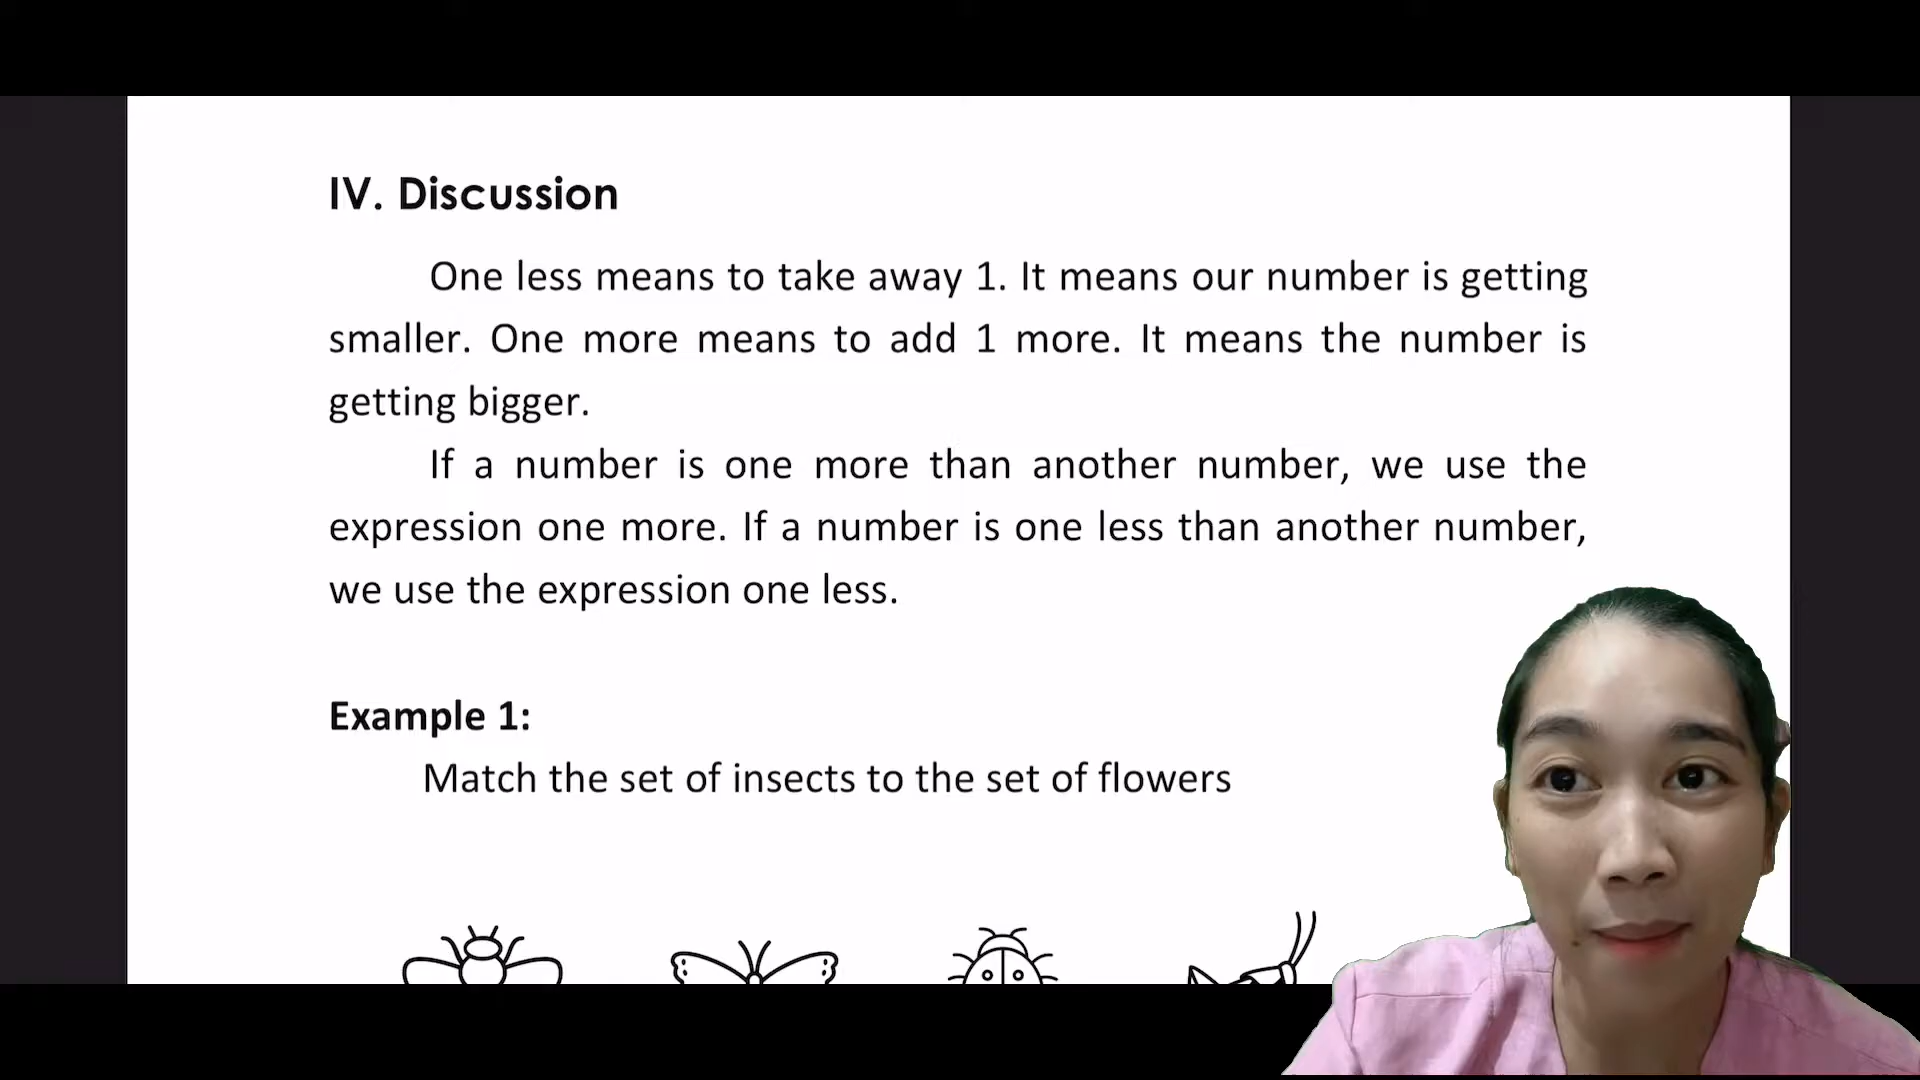 IV. Discussion
One less means to take away 1. It means our number is getting
smaller. One more means to add 1 more. It means the number is
getting bigger.
If a number is one more than another number, we use the
expression one more. If a number is one less than another number,
we use the expression one less.
Example 1:
Match the set of insects to the set of flowers